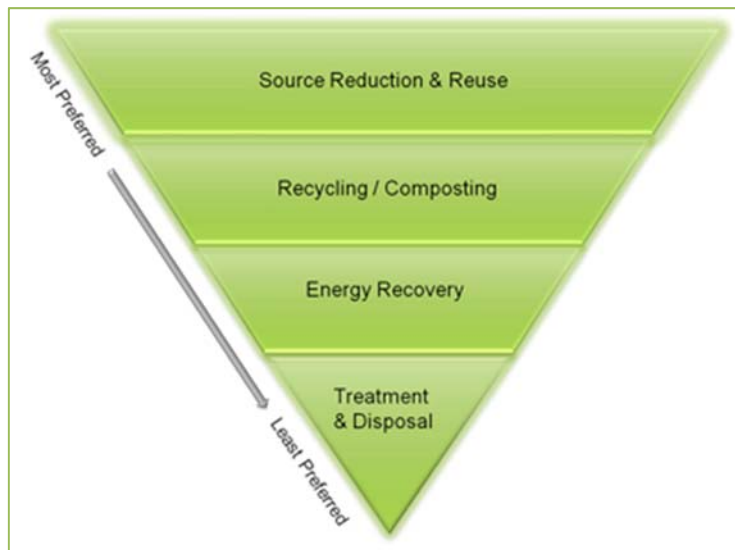 Source Reduction & Reuse
Most Preferred
Recycling / Composting
Energy Recovery
Treatment
& Disposal
Least Preferred